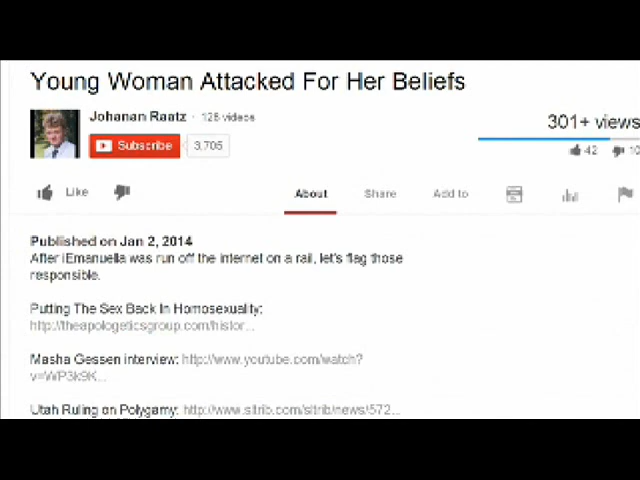 Young Woman Attacked For Her Beliefs
Johanan Raatz · 128 videos
Subscribe 3,705
301+ views
42 10
Like
About Share Add to
Published on Jan 2, 2014
After iEmanuella was run off the internet on a rail, let's flag those
responsible.
Putting The Sex Back In Homosexuality:
http://theapologeticsgroup.com/histor...
Masha Gessen interview: http://www.youtube.com/watch?
v=WP3k9K...
Utah Ruling on Polygamy: http://www.sltrib.com/sltrib/news/572...